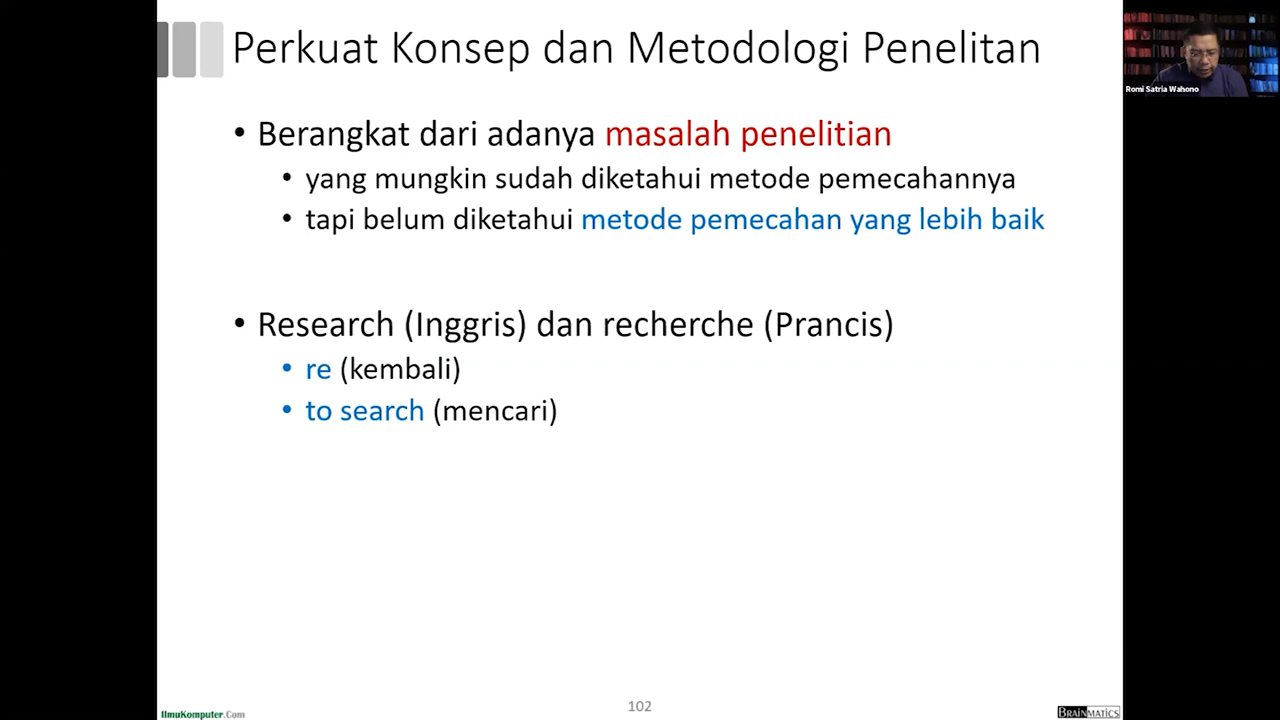 Perkuat Konsep dan Metodologi Penelitan
Romi Satria Wahono
• Berangkat dari adanya masalah penelitian
• yang mungkin sudah diketahui metode pemecahannya
• tapi belum diketahui metode pemecahan yang lebih baik
• Research (Inggris) dan recherche (Prancis)
• re (kembali)
• to search (mencari)
IlmuKomputer.Com
102
BRAINMATICS